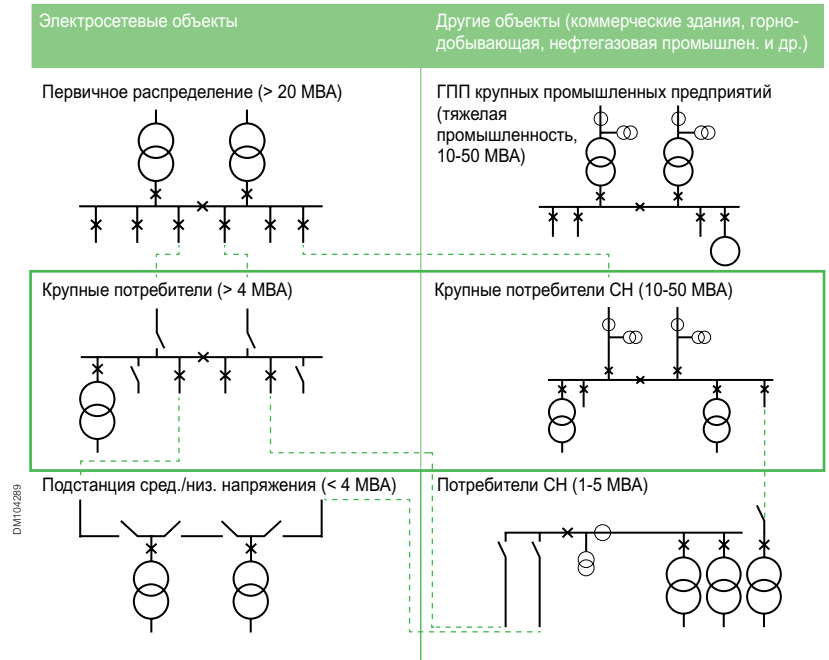 Электросетевые объекты
Другие объекты (коммерческие здания, горно-
добывающая, нефтегазовая промышлен. и др.)
Первичное распределение (> 20 МВА)
ГПП крупных промышленных предприятий
(тяжелая
промышленность,
10-50 МВА)
Крупные потребители (> 4 МВА)
Крупные потребители СН (10-50 МВА)
Подстанция сред./низ. напряжения (< 4 МВА)
Потребители СН (1-5 МВА)
DM104289